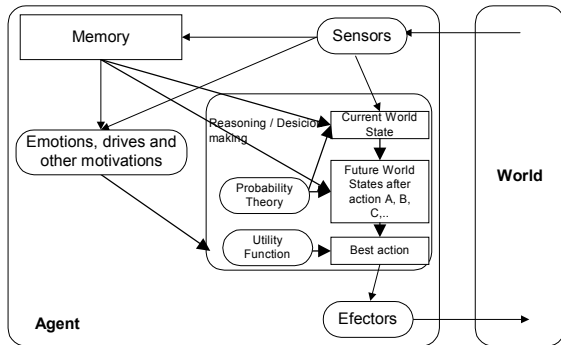 Memory
Sensors
Reasoning / Desicion
making
Current World
State
Emotions, drives and
other motivations
Future World
States after
action A, B,
C,..
World
Probability
Theory
Utility
Function
Best action
Agent
Efectors